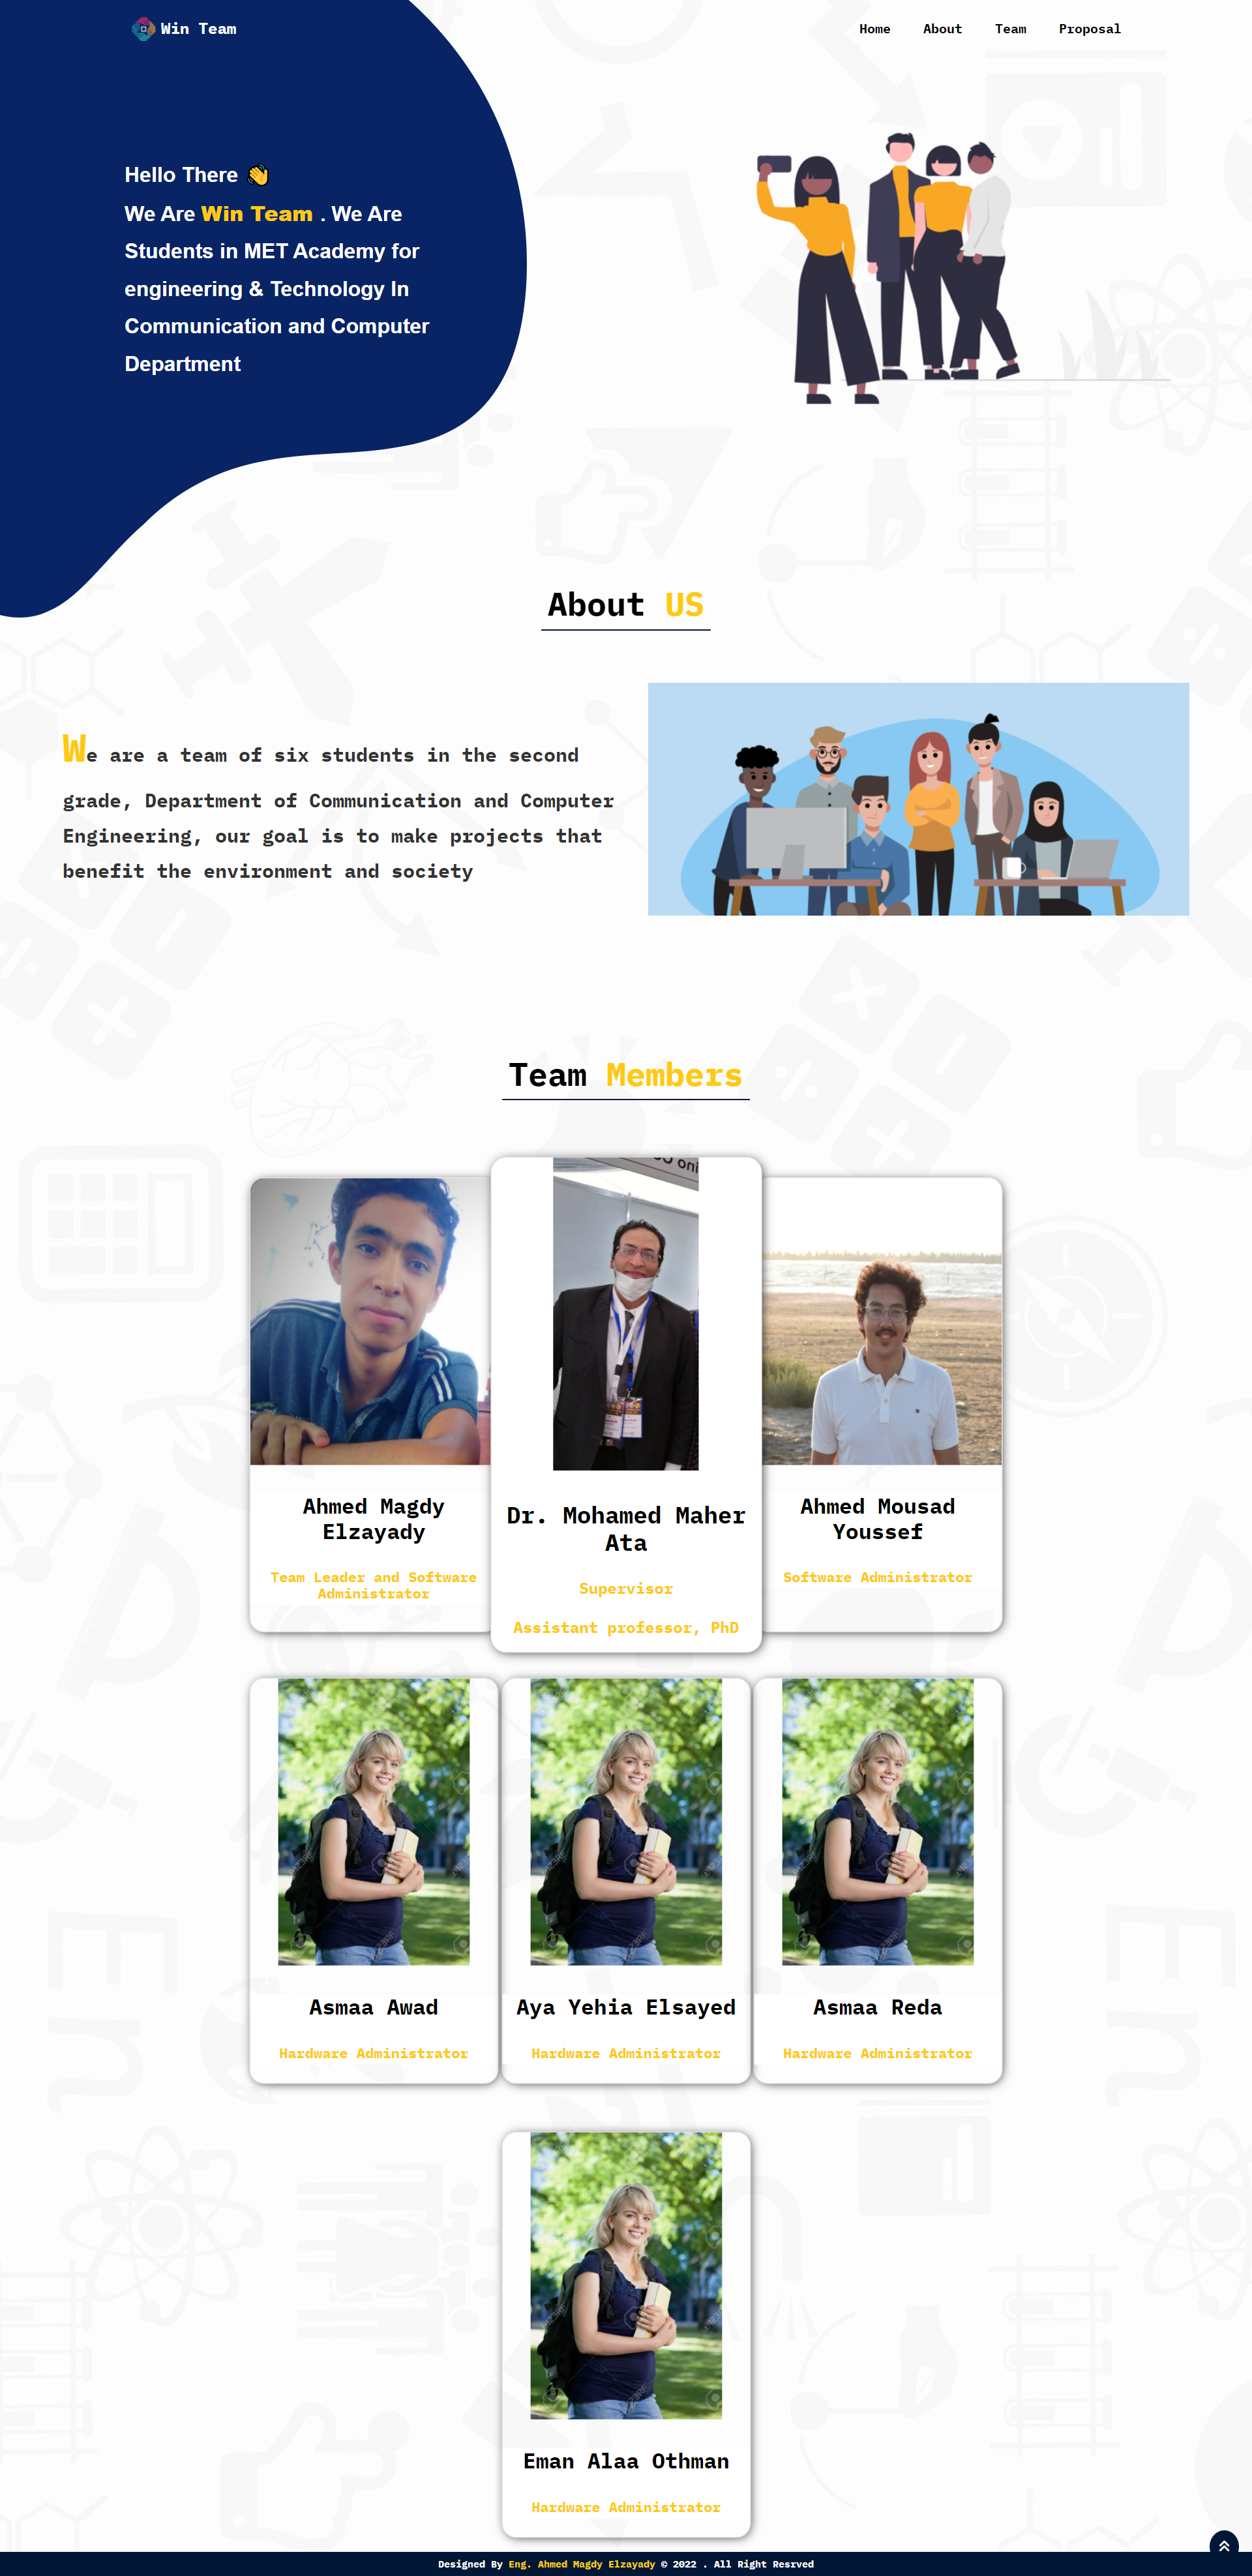 Win Team
Home About Team Proposal
Hello There 👋
We Are Win Team . We Are
Students in MET Academy for
engineering & Technology In
Communication and Computer
Department
About US
We are a team of six students in the second
grade, Department of Communication and Computer
Engineering, our goal is to make projects that
benefit the environment and society
Team Members
Ahmed Magdy
Elzayady
Team Leader and Software
Administrator
Dr. Mohamed Maher
Ata
Supervisor
Assistant professor, PhD
Ahmed Mousad
Youssef
Software Administrator
Asmaa Awad
Hardware Administrator
Aya Yehia Elsayed
Hardware Administrator
Asmaa Reda
Hardware Administrator
Eman Alaa Othman
Hardware Administrator
En
En
Designed By Eng. Ahmed Magdy Elzayady © 2022 . All Right Resrved